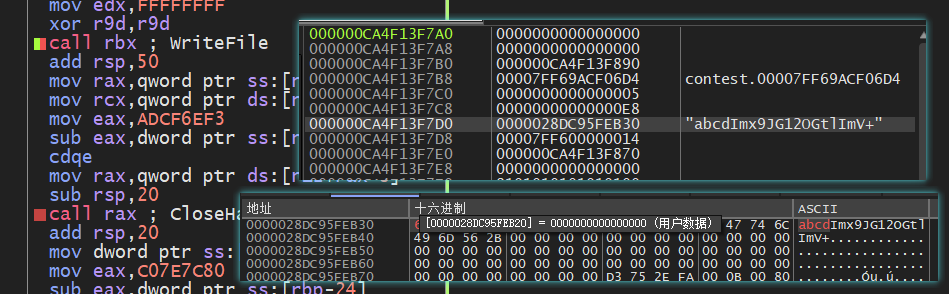 mov edx,FFFFFFFF
xor r9d,r9d
call rbx ; WriteFile
add rsp,50
mov rax,qword ptr ss:[r
mov rcx,qword ptr ds:[r
mov eax,ADCF6EF3
sub eax,dword ptr ss:[r
cdqe
mov rax,qword ptr ds:[r
sub rsp,20
call rax ; CloseHa
add rsp,20
mov dword ptr ss:
mov eax,C07E7C80
sub eax,dword ptr ss:[rbp-24]
000000CA4F13F7A0 0000000000000000
000000CA4F13F7A8 0000000000000000
000000CA4F13F7B0 000000CA4F13F890
000000CA4F13F7B8 00007FF69ACF06D4 contest.00007FF69ACF06D4
000000CA4F13F7C0 0000000000000005
000000CA4F13F7C8 00000000000000E8
000000CA4F13F7D0 0000028DC95FEB30 "abcdImx9JG12OGtlImV+"
000000CA4F13F7D8 00007FF600000014
000000CA4F13F7E0 000000CA4F13F870
000000CA4F13F7E8 0000000000000000
地址 十六进制 ASCII
0000028DC95FEB30 47 74 6C abcdImx9JG12OGtl
[0000028DC95FEB20] = 0000000000000000 (用户数据)
0000028DC95FEB40 49 6D 56 2B 00 00 00 00 00 00 00 00 00 00 00 00 ImV+............
0000028DC95FEB50 00 00 00 00 00 00 00 00 00 00 00 00 00 00 00 00 ................
0000028DC95FEB60 00 00 00 00 00 00 00 00 00 00 00 00 00 00 00 00 ................
0000028DC95FEB70 00 00 00 00 00 00 00 00 D3 75 2E FA 00 0B 00 80 ........Óu.ú....